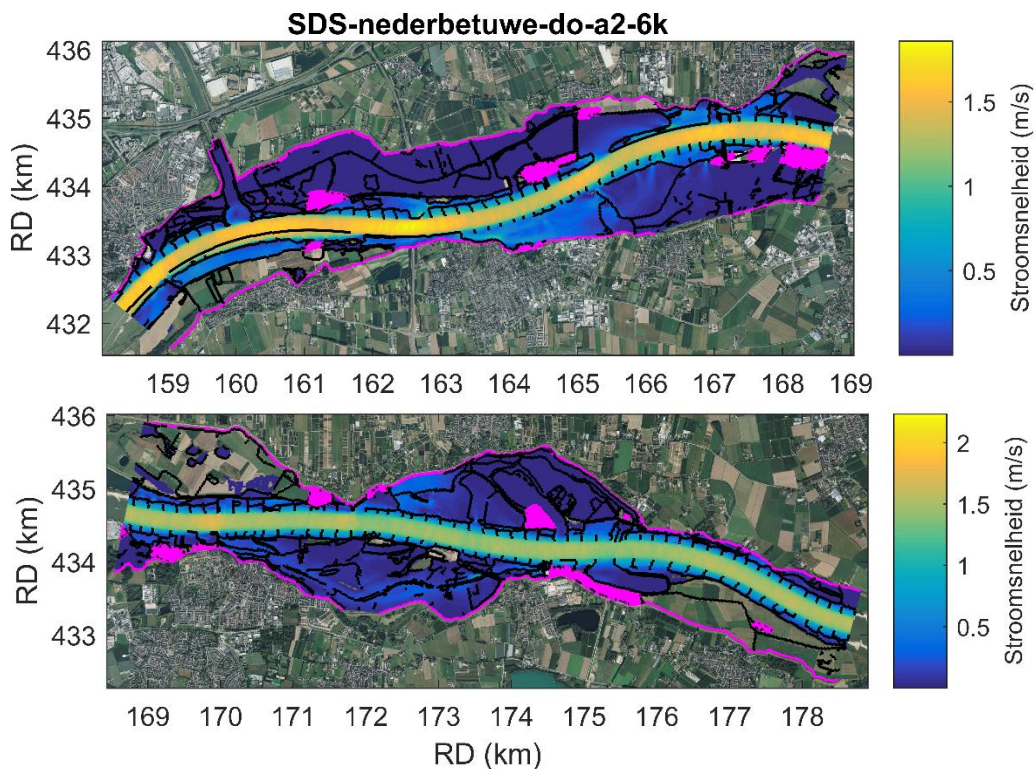 SDS-nederbetuwe-do-a2-6k
436
435
434
433
432
RD (km)
159 160 161 162 163 164 165 166 167 168 169
1.5
1
0.5
Stroomsnelheid (m/s)
436
435
434
433
RD (km)
169 170 171 172 173 174 175 176 177 178
RD (km)
2
1.5
1
0.5
Stroomsnelheid (m/s)